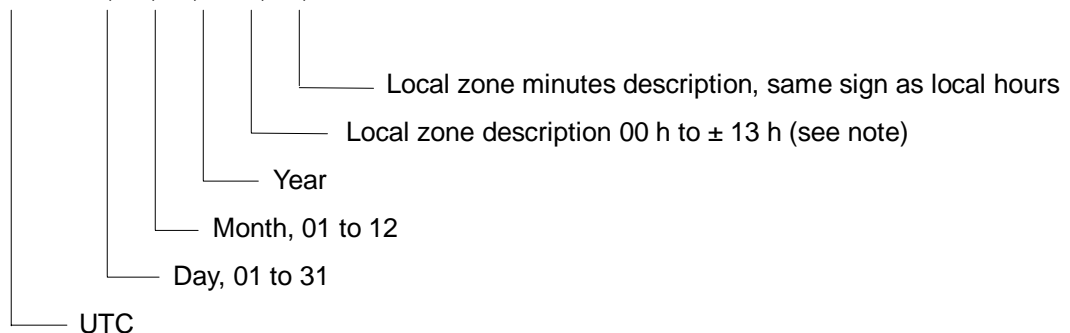 Local zone minutes description, same sign as local hours
Local zone description 00 h to ± 13 h (see note)
Year
Month, 01 to 12
Day, 01 to 31
UTC